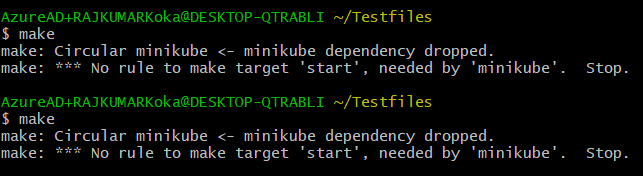 AzureAD+RAJKUMARKoka@DESKTOP-QTRABLI ~/Testfiles
$ make
make: Circular minikube <- minikube dependency dropped.
make: *** No rule to make target 'start', needed by 'minikube'.  Stop.
AzureAD+RAJKUMARKoka@DESKTOP-QTRABLI ~/Testfiles
$ make
make: Circular minikube <- minikube dependency dropped.
make: *** No rule to make target 'start', needed by 'minikube'.  Stop.